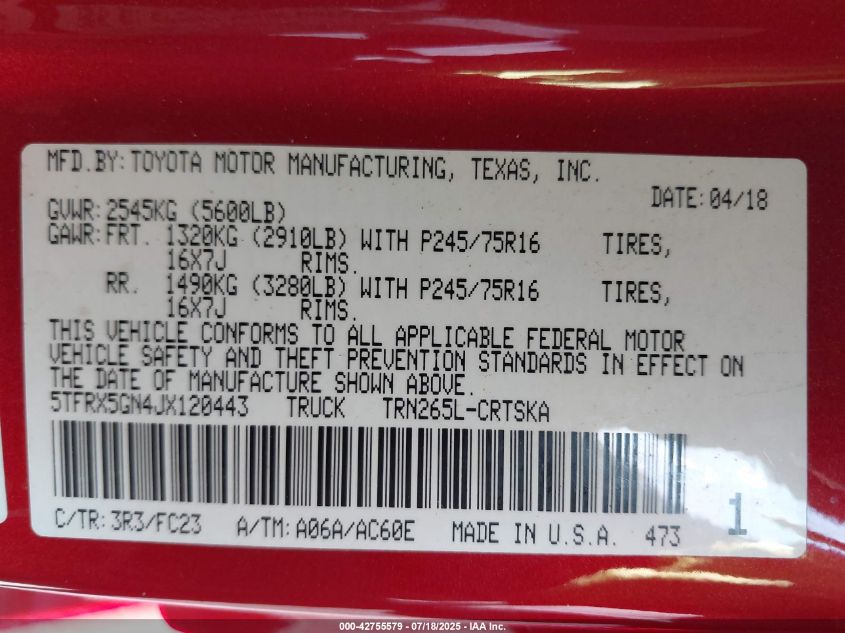 MFD.BY:TOYOTA MOTOR MANUFACTURING, TEXAS, INC.
DATE:04/18
GVWR:2545KG (5600LB)
GAWR:FRT. 1320KG (2910LB) WITH P245/75R16 TIRES,
16X7J RIMS.
RR. 1490KG (3280LB) WITH P245/75R16 TIRES,
16X7J RIMS.
THIS VEHICLE CONFORMS TO ALL APPLICABLE FEDERAL MOTOR
VEHICLE SAFETY AND THEFT PREVENTION STANDARDS IN EFFECT ON
THE DATE OF MANUFACTURE SHOWN ABOVE.
5TFRX5GN4JX120443 TRUCK TRN265L-CRTSKA
C/TR:3R3/FC23 A/TM:A06A/AC60E MADE IN U.S.A. 473 1
000-42755579 - 07/18/2025 - IAA Inc.